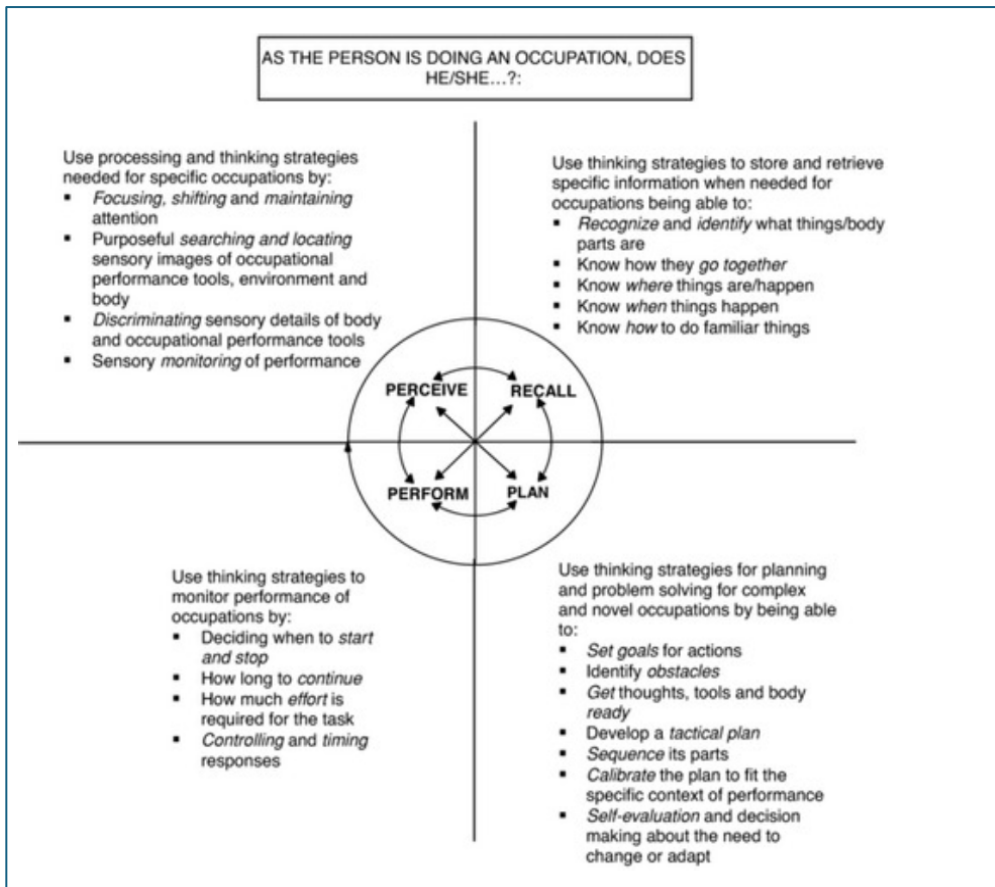 AS THE PERSON IS DOING AN OCCUPATION, DOES
HE/SHE...?:
Use processing and thinking strategies
needed for specific occupations by:
▪ Focusing, shifting and maintaining
attention
▪ Purposeful searching and locating
sensory images of occupational
performance tools, environment and
body
▪ Discriminating sensory details of body
and occupational performance tools
▪ Sensory monitoring of performance
Use thinking strategies to store and retrieve
specific information when needed for
occupations being able to:
▪ Recognize and identify what things/body
parts are
▪ Know how they go together
▪ Know where things are/happen
▪ Know when things happen
▪ Know how to do familiar things
PERCEIVE
RECALL
PERFORM
PLAN
Use thinking strategies to
monitor performance of
occupations by:
▪ Deciding when to start
and stop
▪ How long to continue
▪ How much effort is
required for the task
▪ Controlling and timing
responses
Use thinking strategies for planning
and problem solving for complex
and novel occupations by being able
to:
▪ Set goals for actions
▪ Identify obstacles
▪ Get thoughts, tools and body
ready
▪ Develop a tactical plan
▪ Sequence its parts
▪ Calibrate the plan to fit the
specific context of performance
▪ Self-evaluation and decision
making about the need to
change or adapt